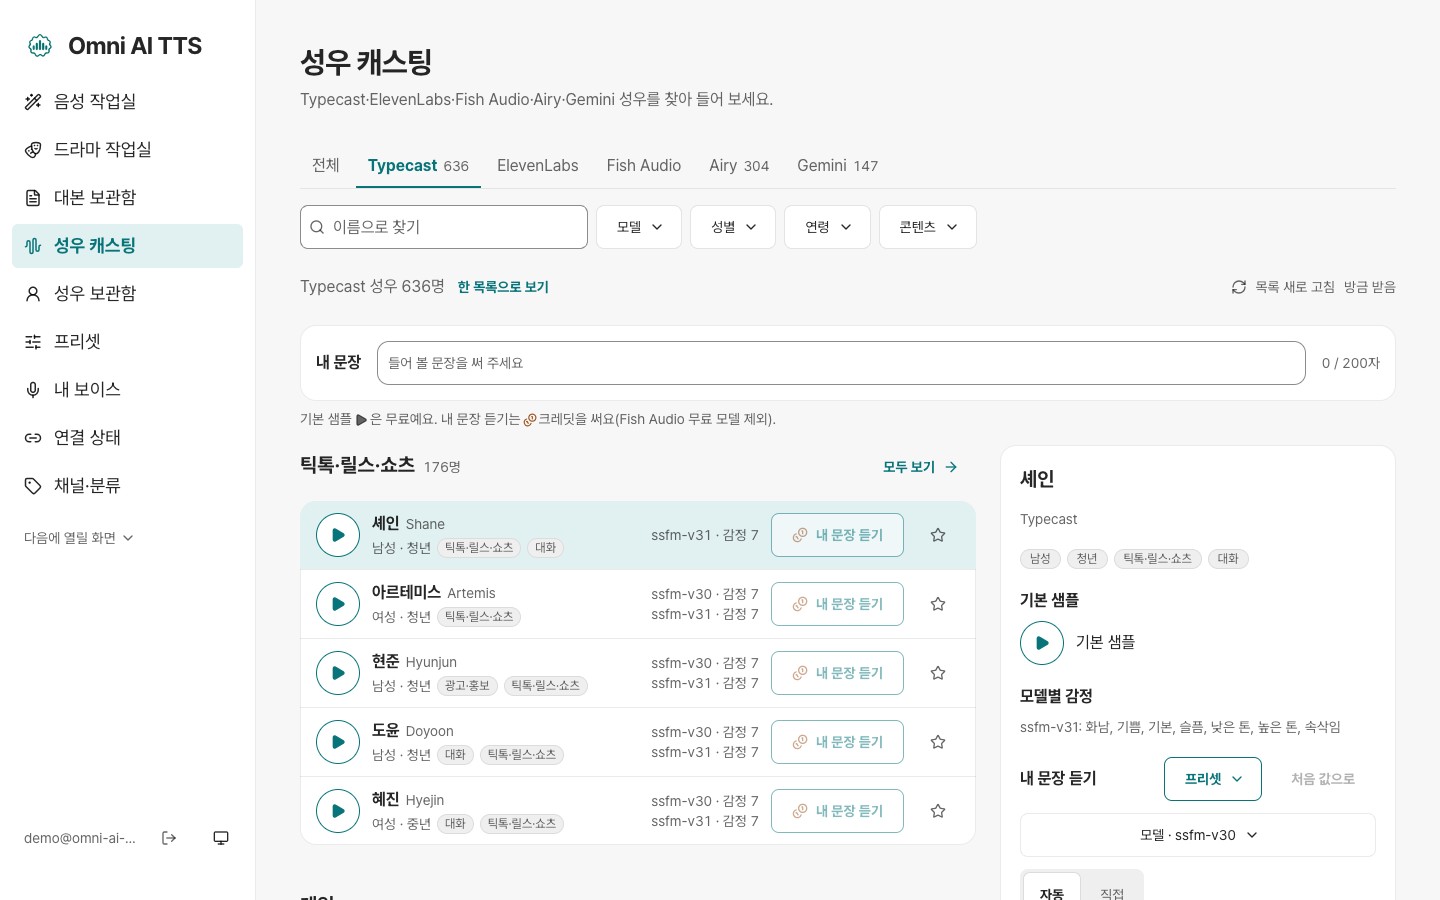 Omni AI TTS
음성 작업실
드라마 작업실
대본 보관함
성우 캐스팅
성우 보관함
프리셋
내 보이스
연결 상태
채널·분류
다음에 열릴 화면
demo@omni-ai-...
성우 캐스팅
Typecast·ElevenLabs·Fish Audio·Airy·Gemini 성우를 찾아 들어 보세요.
전체 Typecast 636 ElevenLabs Fish Audio Airy 304 Gemini 147
이름으로 찾기 모델 성별 연령 콘텐츠
Typecast 성우 636명 한 목록으로 보기 목록 새로 고침 방금 받음
내 문장 들어 볼 문장을 써 주세요 0 / 200자
기본 샘플 ▶ 은 무료예요. 내 문장 듣기는 크레딧을 써요(Fish Audio 무료 모델 제외).
틱톡·릴스·쇼츠 176명 모두 보기 →
셰인 Shane
남성 · 청년 틱톡·릴스·쇼츠 대화
ssfm-v31 · 감정 7
내 문장 듣기
아르테미스 Artemis
여성 · 청년 틱톡·릴스·쇼츠
ssfm-v30 · 감정 7
ssfm-v31 · 감정 7
내 문장 듣기
현준 Hyunjun
남성 · 청년 광고·홍보 틱톡·릴스·쇼츠
ssfm-v30 · 감정 7
ssfm-v31 · 감정 7
내 문장 듣기
도윤 Doyoon
남성 · 청년 대화 틱톡·릴스·쇼츠
ssfm-v30 · 감정 7
ssfm-v31 · 감정 7
내 문장 듣기
혜진 Hyejin
여성 · 중년 대화 틱톡·릴스·쇼츠
ssfm-v30 · 감정 7
ssfm-v31 · 감정 7
내 문장 듣기
셰인
Typecast
남성 청년 틱톡·릴스·쇼츠 대화
기본 샘플
기본 샘플
모델별 감정
ssfm-v31: 화남, 기쁨, 기본, 슬픔, 낮은 톤, 높은 톤, 속삭임
내 문장 듣기 프리셋 처음 값으로
모델 · ssfm-v30
자동 직접